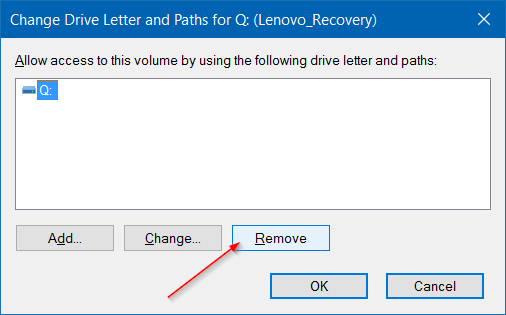 Change Drive Letter and Paths for Q: (Lenovo_Recovery)
Allow access to this volume by using the following drive letter and paths:
Q:
Add... Change... Remove
OK Cancel